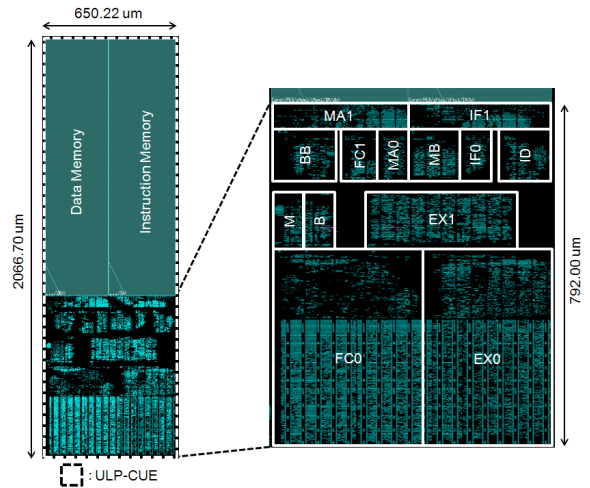 650.22 um
2066.70 um
Data Memory
Instruction Memory
MA1
IF1
BB
FC1
MA0
MB
IF0
ID
M
B
EX1
FC0
EX0
792.00 um
: ULP-CUE